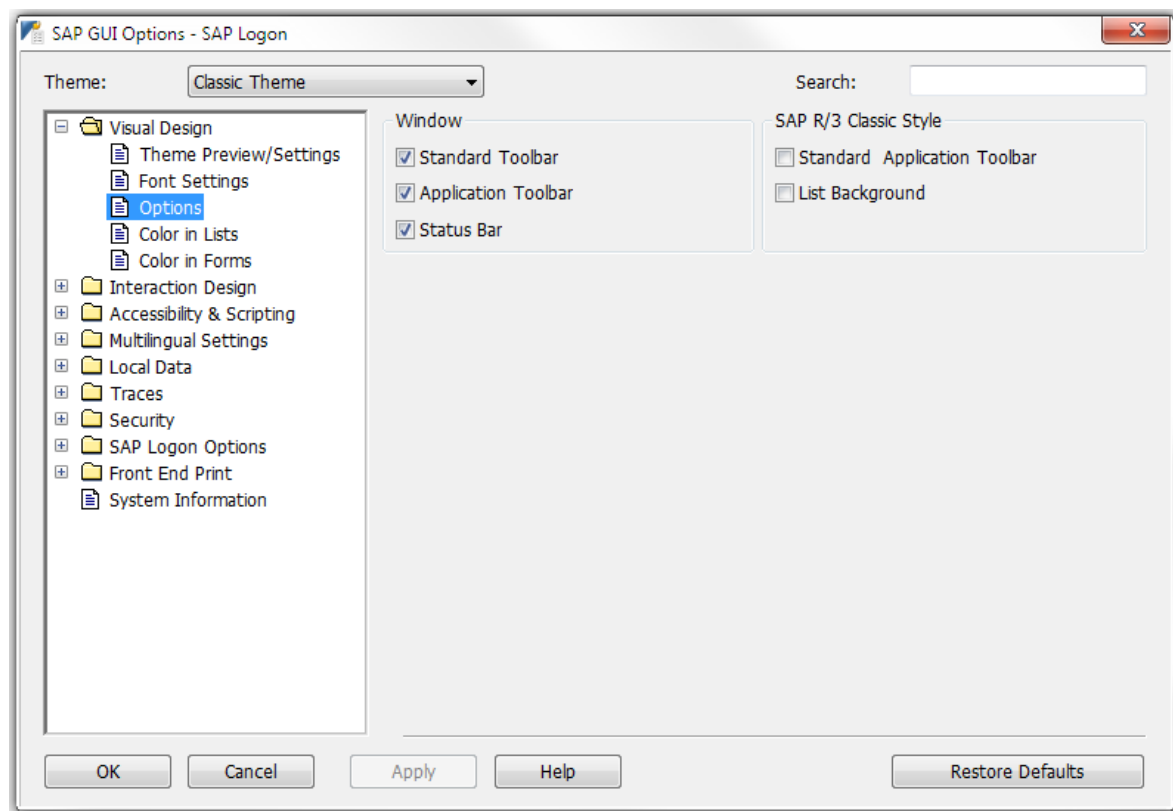 SAP GUI Options - SAP Logon
Theme: Classic Theme Search:
Visual Design
Theme Preview/Settings
Font Settings
Options
Color in Lists
Color in Forms
Interaction Design
Accessibility & Scripting
Multilingual Settings
Local Data
Traces
Security
SAP Logon Options
Front End Print
System Information
Window
Standard Toolbar
Application Toolbar
Status Bar
SAP R/3 Classic Style
Standard Application Toolbar
List Background
OK Cancel Apply Help Restore Defaults